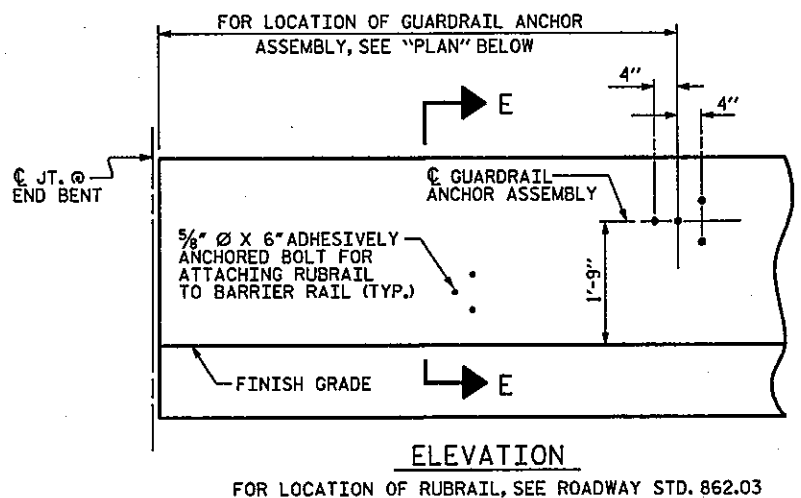 FOR LOCATION OF GUARDRAIL ANCHOR
ASSEMBLY, SEE "PLAN" BELOW
4"
4"
E
℄ JT. @
END BENT
℄ GUARDRAIL
ANCHOR ASSEMBLY
5/8" Ø X 6" ADHESIVELY
ANCHORED BOLT FOR
ATTACHING RUBRAIL
TO BARRIER RAIL (TYP.)
1'-9"
FINISH GRADE
E
ELEVATION
FOR LOCATION OF RUBRAIL, SEE ROADWAY STD. 862.03